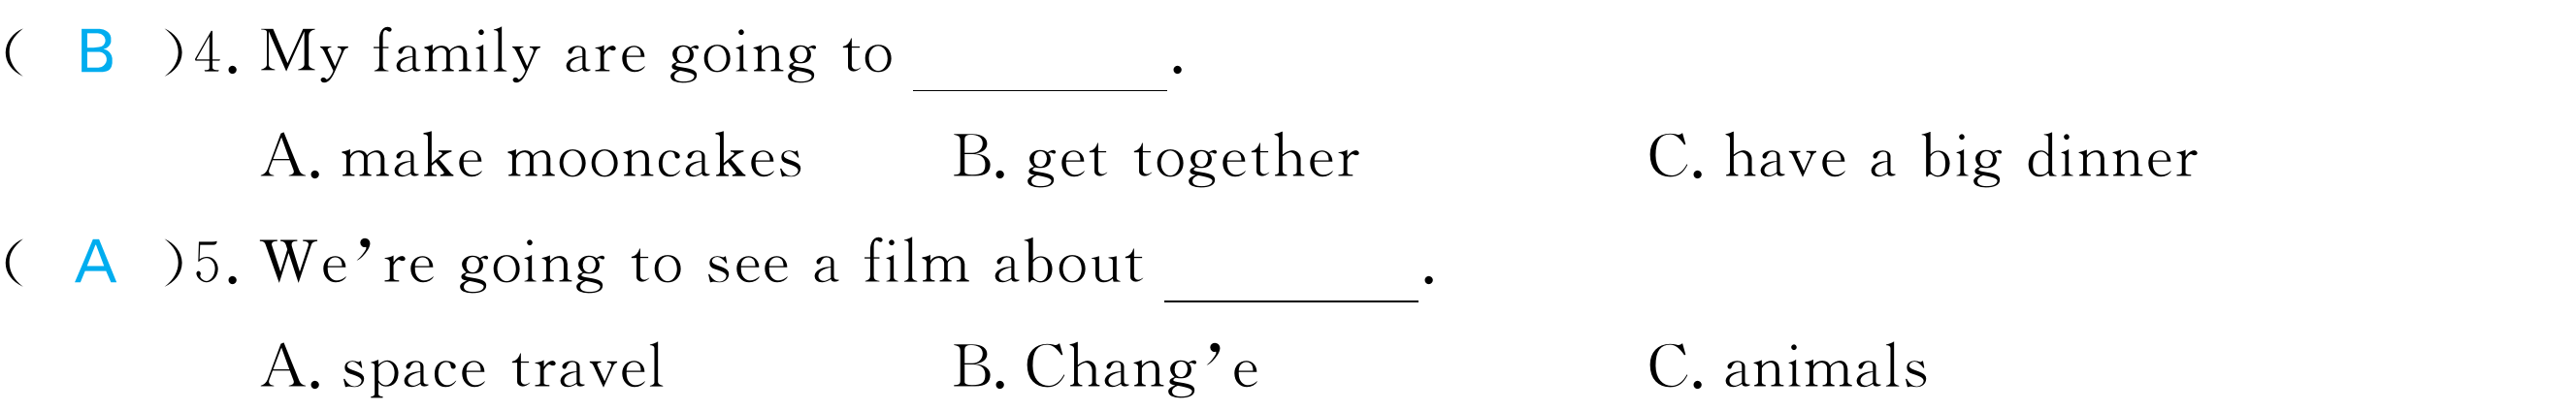 ( B )4. My family are going to ________.
A. make mooncakes B. get together C. have a big dinner
( A )5. We’re going to see a film about ________.
A. space travel B. Chang’e C. animals